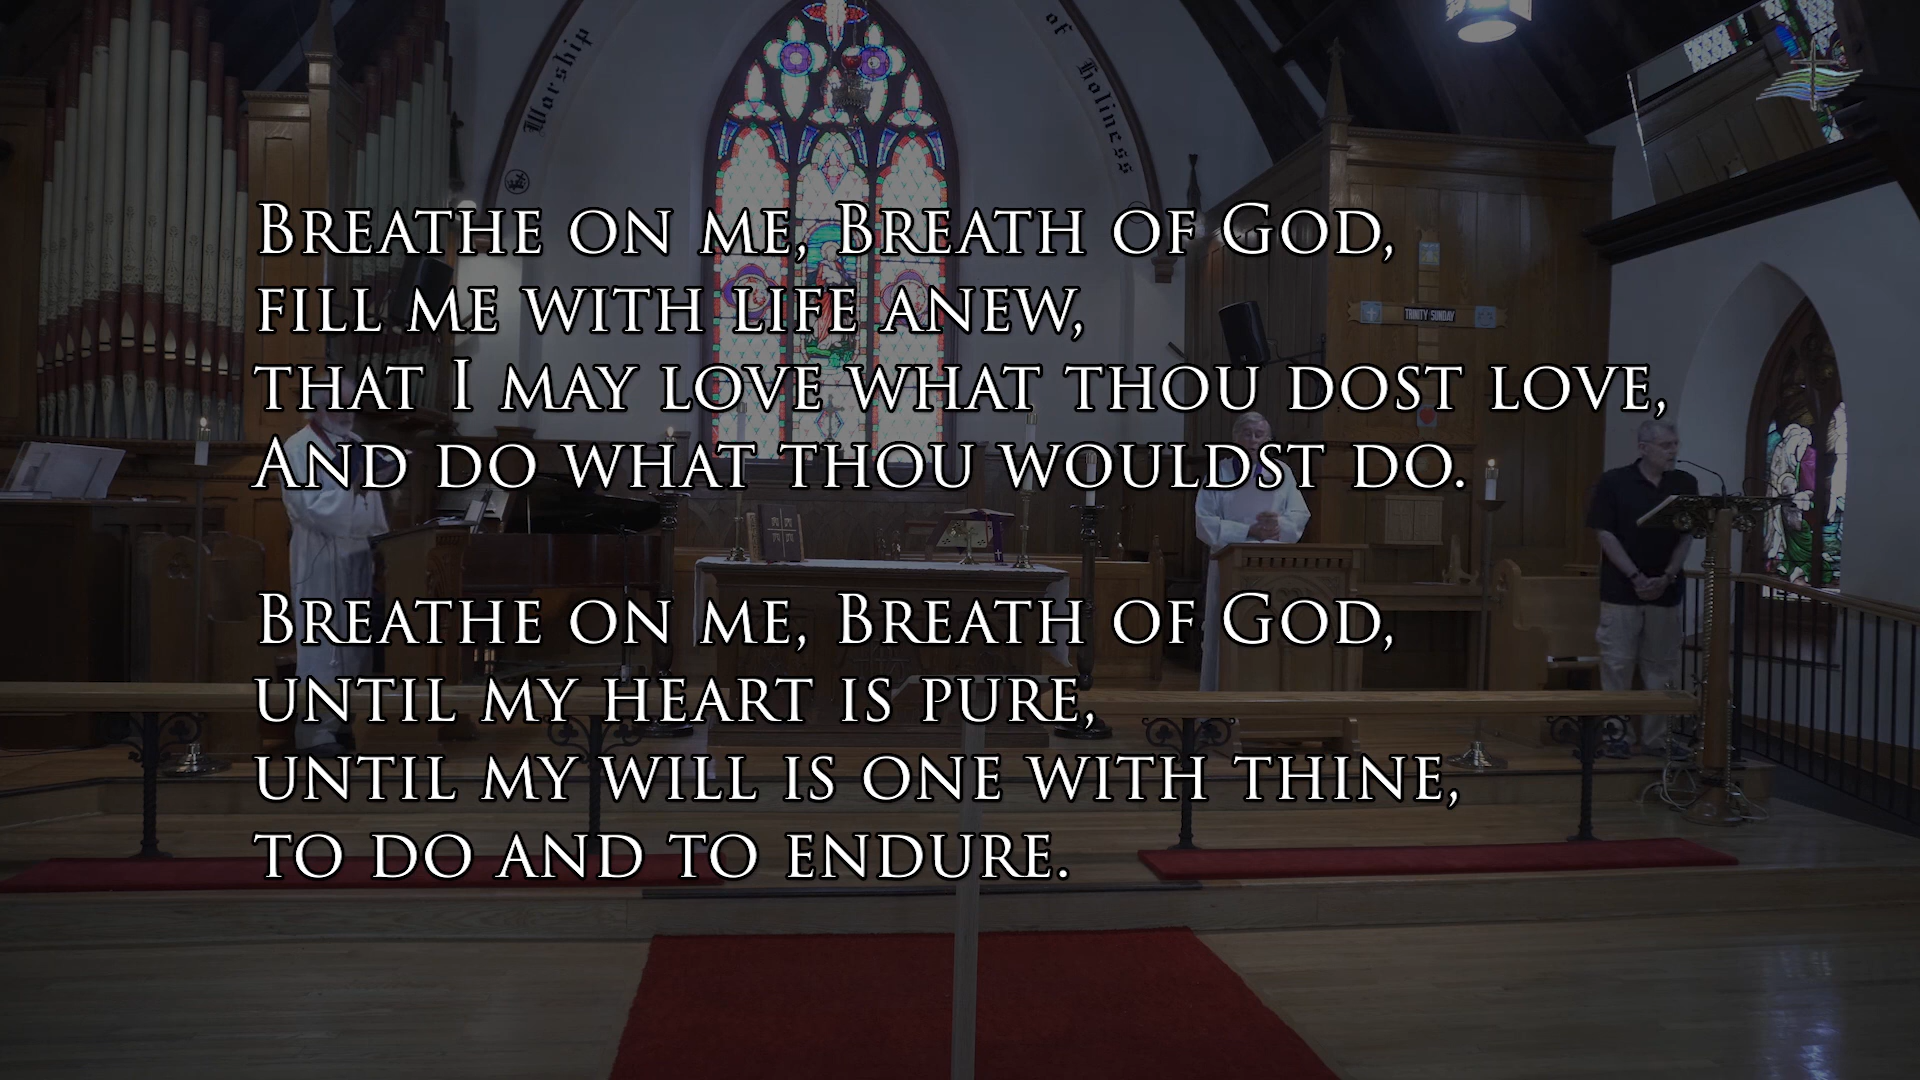 Worship
of Holiness
BREATHE ON ME, BREATH OF GOD,
FILL ME WITH LIFE ANEW,
THAT I MAY LOVE WHAT THOU DOST LOVE,
AND DO WHAT THOU WOULDST DO.
TRINITY SUNDAY
BREATHE ON ME, BREATH OF GOD,
UNTIL MY HEART IS PURE,
UNTIL MY WILL IS ONE WITH THINE,
TO DO AND TO ENDURE.